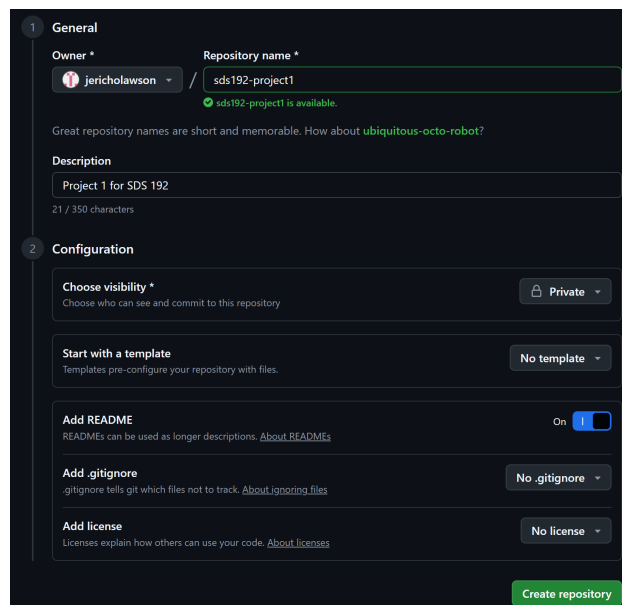 1 General
Owner * Repository name *
jericholawson / sds192-project1
sds192-project1 is available.
Great repository names are short and memorable. How about ubiquitous-octo-robot?
Description
Project 1 for SDS 192
21 / 350 characters
2 Configuration
Choose visibility * Private
Choose who can see and commit to this repository
Start with a template No template
Templates pre-configure your repository with files.
Add README On
READMEs can be used as longer descriptions. About READMEs
Add .gitignore No .gitignore
.gitignore tells git which files not to track. About ignoring files
Add license No license
Licenses explain how others can use your code. About licenses
Create repository